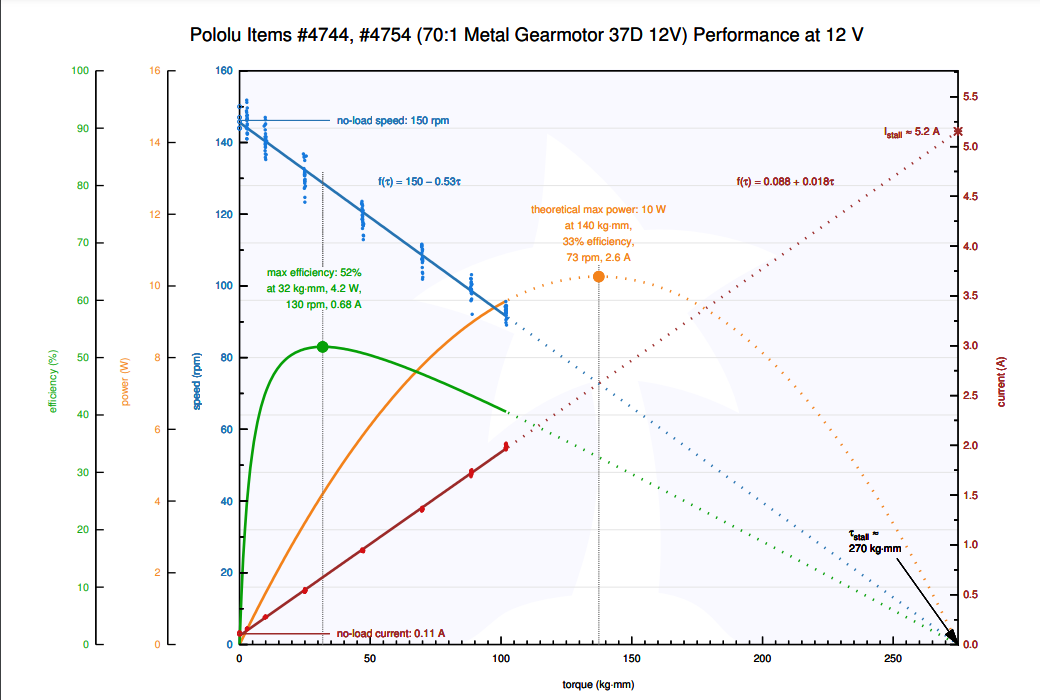 Pololu Items #4744, #4754 (70:1 Metal Gearmotor 37D 12V) Performance at 12 V
efficiency (%)
100
90
80
70
60
50
40
30
20
10
0
power (W)
16
14
12
10
8
6
4
2
0
speed (rpm)
160
140
120
100
80
60
40
20
0
no-load speed: 150 rpm
f(τ) = 150 − 0.53τ
max efficiency: 52%
at 32 kg·mm, 4.2 W,
130 rpm, 0.68 A
theoretical max power: 10 W
at 140 kg·mm,
33% efficiency,
73 rpm, 2.6 A
f(τ) = 0.088 + 0.018τ
Istall ≈ 5.2 A
τstall ≈
270 kg·mm
no-load current: 0.11 A
5.5
5.0
4.5
4.0
3.5
3.0
2.5
2.0
1.5
1.0
0.5
0.0
current (A)
0
50
100
150
200
250
torque (kg·mm)